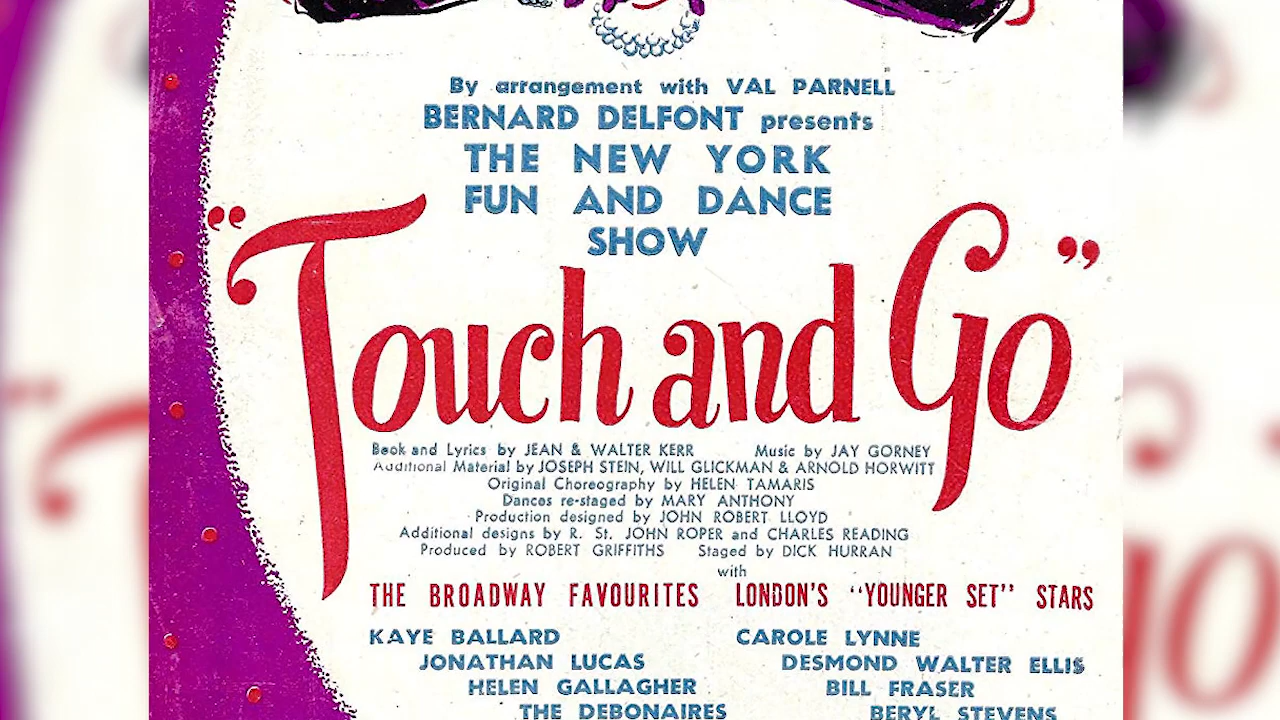 By arrangement with VAL PARNELL
BERNARD DELFONT presents
THE NEW YORK
FUN AND DANCE
SHOW
"Touch and Go"
Book and Lyrics by JEAN & WALTER KERR Music by JAY GORNEY
Additional Material by JOSEPH STEIN, WILL GLICKMAN & ARNOLD HORWITT
Original Choreography by HELEN TAMARIS
Dances re-staged by MARY ANTHONY
Production designed by JOHN ROBERT LLOYD
Additional designs by R. St. JOHN ROPER and CHARLES READING
Produced by ROBERT GRIFFITHS Staged by DICK HURRAN
with
THE BROADWAY FAVOURITES LONDON'S "YOUNGER SET" STARS
KAYE BALLARD CAROLE LYNNE
JONATHAN LUCAS DESMOND WALTER ELLIS
HELEN GALLAGHER BILL FRASER
THE DEBONAIRES BERYL STEVENS